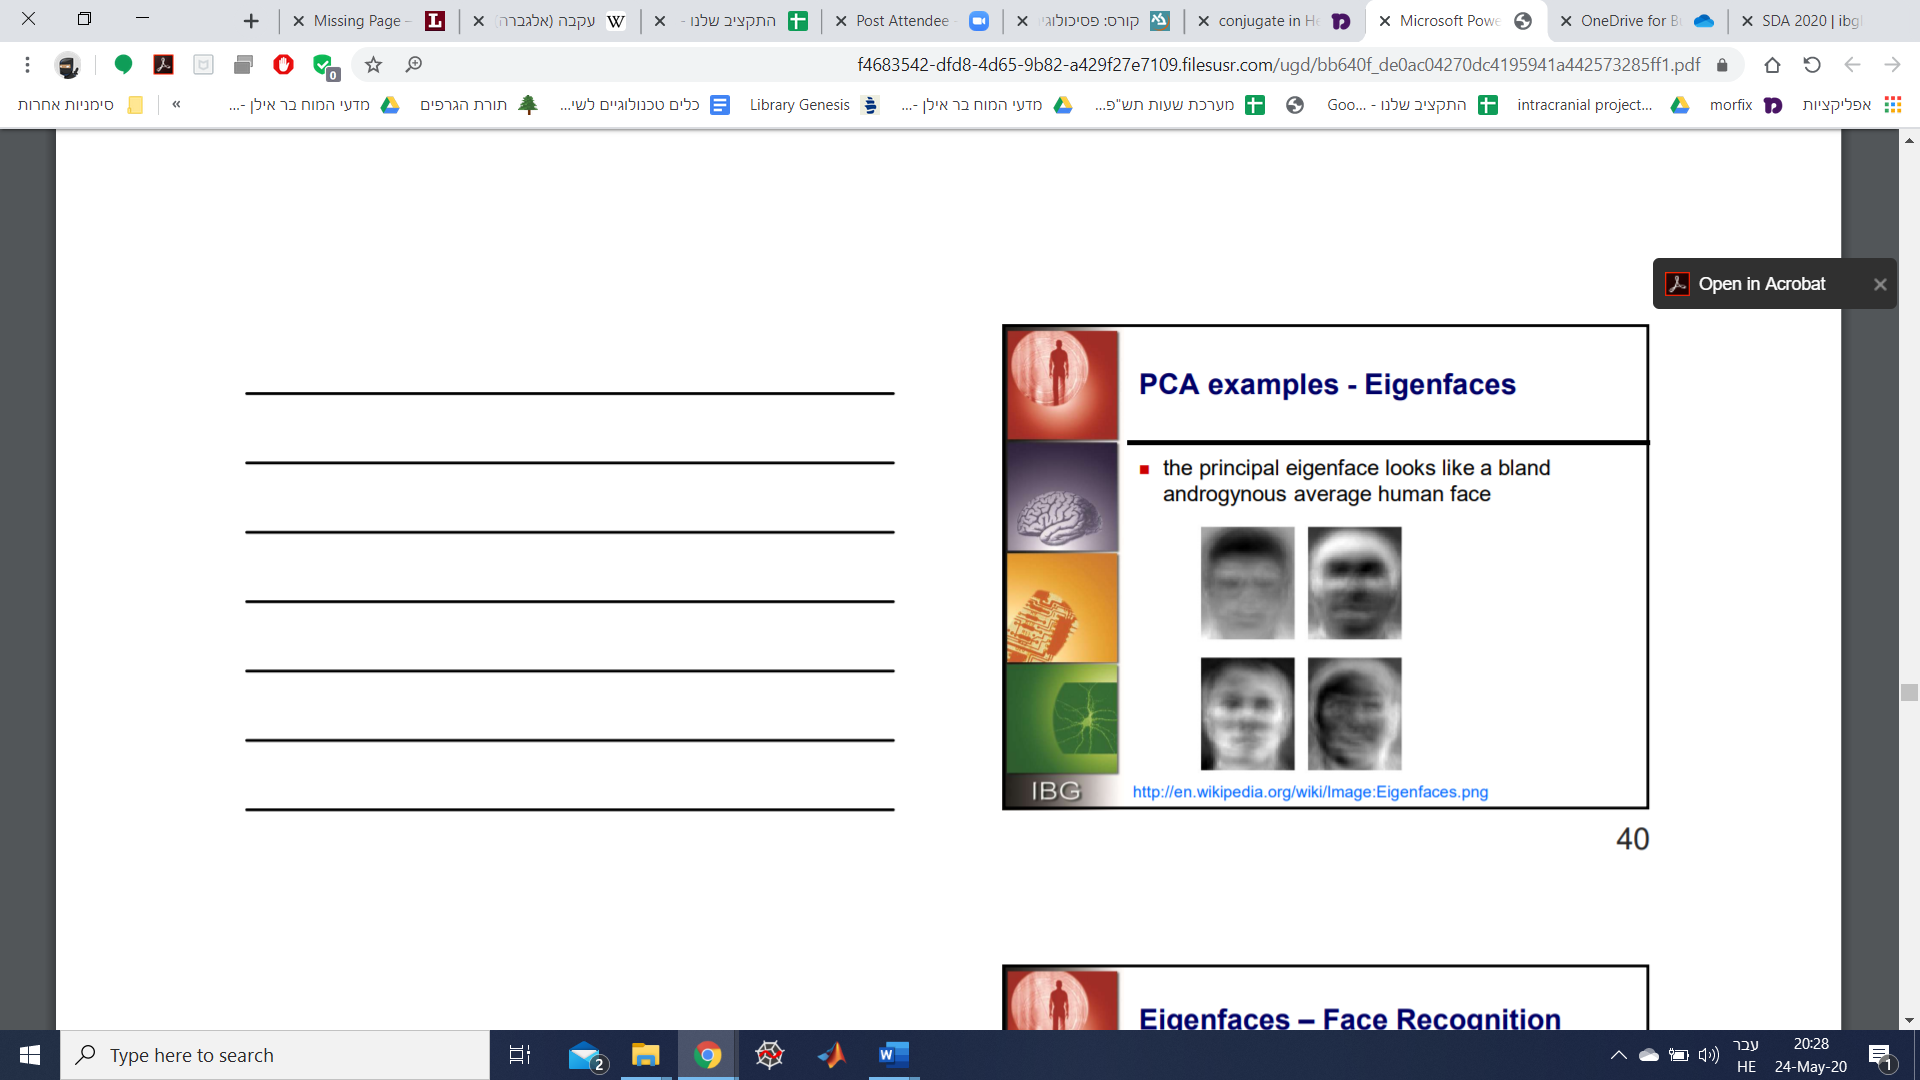 Missing Page –
עקבה (אלגברה)
התקציב שלנו -
Post Attendee
קורס: פסיכולוגי
conjugate in He
Microsoft Powe
OneDrive for Bu
SDA 2020 | ibgl
f4683542-dfd8-4d65-9b82-a429f27e7109.filesusr.com/ugd/bb640f_de0ac04270dc4195941a442573285ff1.pdf
0
סימניות אחרות
«
מדעי המוח בר אילן -...
תורת הגרפים
כלים טכנולוגיים לשי...
Library Genesis
מדעי המוח בר אילן -...
מערכת שעות תש"פ...
התקציב שלנו - Goo...
intracranial project...
morfix
אפליקציות
Open in Acrobat
PCA examples - Eigenfaces
the principal eigenface looks like a bland
androgynous average human face
IBG
http://en.wikipedia.org/wiki/Image:Eigenfaces.png
40
Eigenfaces – Face Recognition
Type here to search
2
עבר
HE
20:28
24-May-20
1